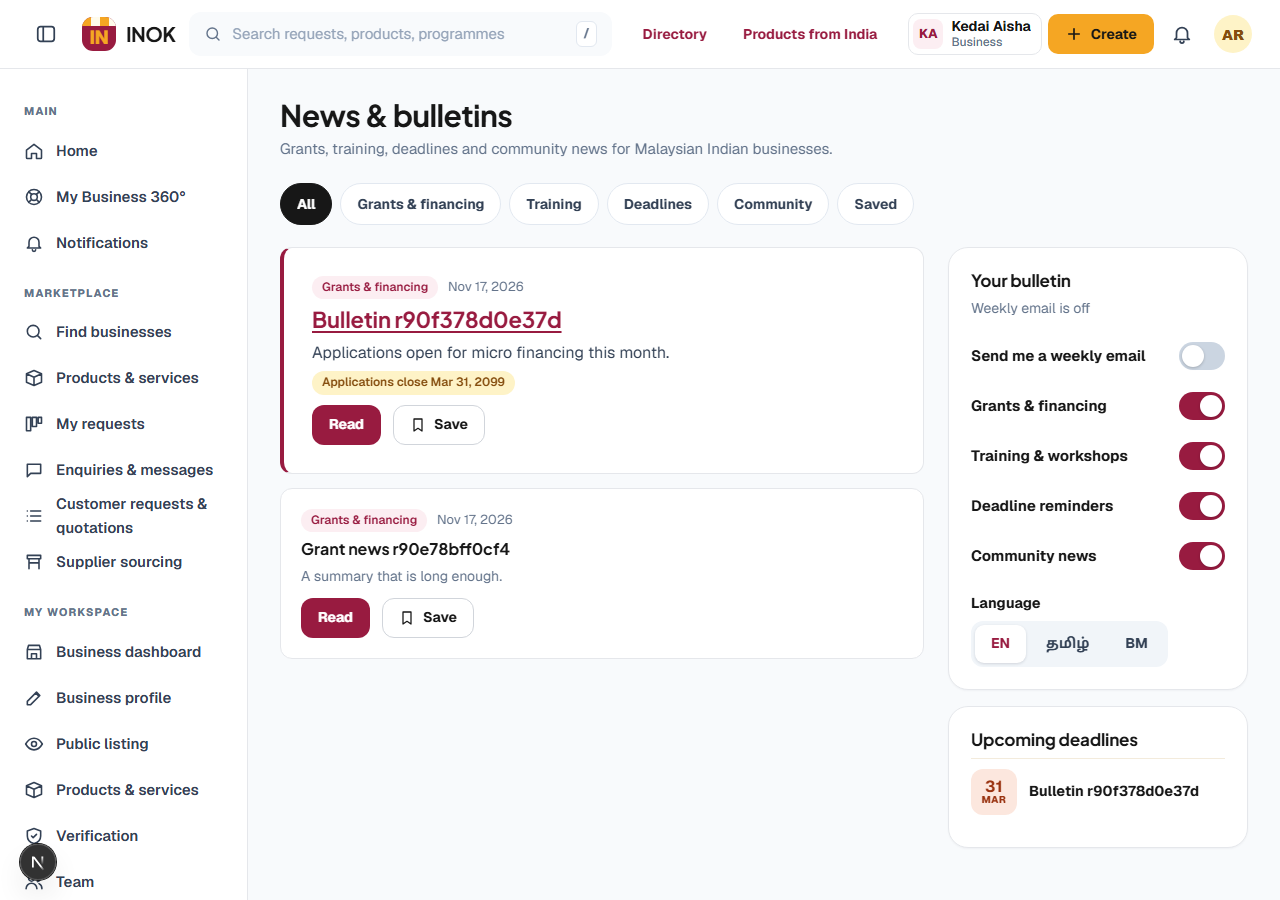 IN INOK
Search requests, products, programmes
/
Directory
Products from India
KA
Kedai Aisha
Business
Create
AR
MAIN
Home
My Business 360°
Notifications
MARKETPLACE
Find businesses
Products & services
My requests
Enquiries & messages
Customer requests &
quotations
Supplier sourcing
MY WORKSPACE
Business dashboard
Business profile
Public listing
Products & services
Verification
N
Team
News & bulletins
Grants, training, deadlines and community news for Malaysian Indian businesses.
All
Grants & financing
Training
Deadlines
Community
Saved
Grants & financing Nov 17, 2026
Bulletin r90f378d0e37d
Applications open for micro financing this month.
Applications close Mar 31, 2099
Read
Save
Grants & financing Nov 17, 2026
Grant news r90e78bff0cf4
A summary that is long enough.
Read
Save
Your bulletin
Weekly email is off
Send me a weekly email
Grants & financing
Training & workshops
Deadline reminders
Community news
Language
EN
தமிழ்
BM
Upcoming deadlines
31
MAR
Bulletin r90f378d0e37d